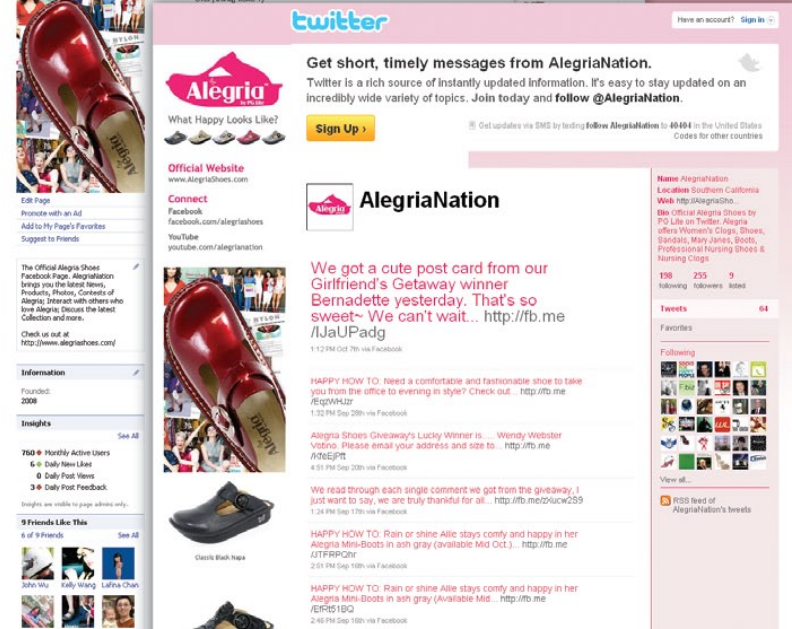 twitter
Have an account? Sign in
Get short, timely messages from AlegriaNation.
Twitter is a rich source of instantly updated information. It's easy to stay updated on an
incredibly wide variety of topics. Join today and follow @AlegriaNation.
Sign Up ›
Get updates via SMS by texting follow AlegriaNation to 40404 in the United States
Codes for other countries
Alegria
by PG Lite
What Happy Looks Like?
Official Website
www.AlegriaShoes.com
Connect
Facebook
facebook.com/alegriashoes
YouTube
youtube.com/alegrianation
NYLON
Alegria
Classic Black Napa
Alegria
AlegriaNation
We got a cute post card from our
Girlfriend's Getaway winner
Bernadette yesterday. That's so
sweet~ We can't wait... http://fb.me
/IJaUPadg
1:12 PM Oct 7th via Facebook
HAPPY HOW TO: Need a comfortable and fashionable shoe to take
you from the office to evening in style? Check out... http://fb.me
/EqzWHJzr
1:32 PM Sep 28th via Facebook
Alegria Shoes Giveaway's Lucky Winner is..... Wendy Webster
Votino. Please email your address and size to... http://fb.me
/KfeEjPft
4:51 PM Sep 20th via Facebook
We read through each single comment we got from the giveaway, I
just want to say, we are truly thankful for all... http://fb.me/zKucw2S9
1:24 PM Sep 17th via Facebook
HAPPY HOW TO: Rain or shine Allie stays comfy and happy in her
Alegria Mini-Boots in ash gray (available Mid Oct.)... http://fb.me
/JTFRPQhr
2:51 PM Sep 16th via Facebook
HAPPY HOW TO: Rain or shine Allie stays comfy and happy in her
Alegria Mini-Boots in ash gray (Available Mid... http://fb.me
/EfRt51BQ
2:46 PM Sep 16th via Facebook
Name AlegriaNation
Location Southern California
Web http://AlegriaSho...
Bio Official Alegria Shoes by
PG Lite on Twitter. Alegria
offers Women's Clogs, Shoes,
Sandals, Mary Janes, Boots,
Professional Nursing Shoes &
Nursing Clogs
198 255 9
following followers listed
Tweets 64
Favorites
Following
F.biz
View all...
RSS feed of
AlegriaNation's tweets
NYLON
Alegria
Edit Page
Promote with an Ad
Add to My Page's Favorites
Suggest to Friends
The Official Alegria Shoes
Facebook Page. AlegriaNation
brings you the latest News,
Products, Photos, Contests of
Alegria; Interact with others who
love Alegria; Discuss the latest
Collection and more.
Check us out at
http://www.alegriashoes.com/
Information
Founded:
2008
Insights
See All
760 Monthly Active Users
6 Daily New Likes
0 Daily Post Views
3 Daily Post Feedback
Insights are visible to page admins only.
9 Friends Like This
6 of 9 Friends See All
John Wu Kelly Wang LaFina Chan